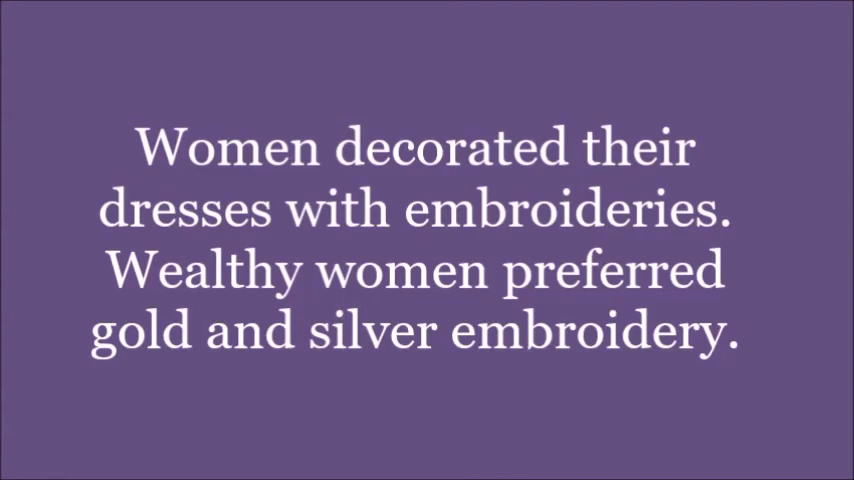 Women decorated their
dresses with embroideries.
Wealthy women preferred
gold and silver embroidery.